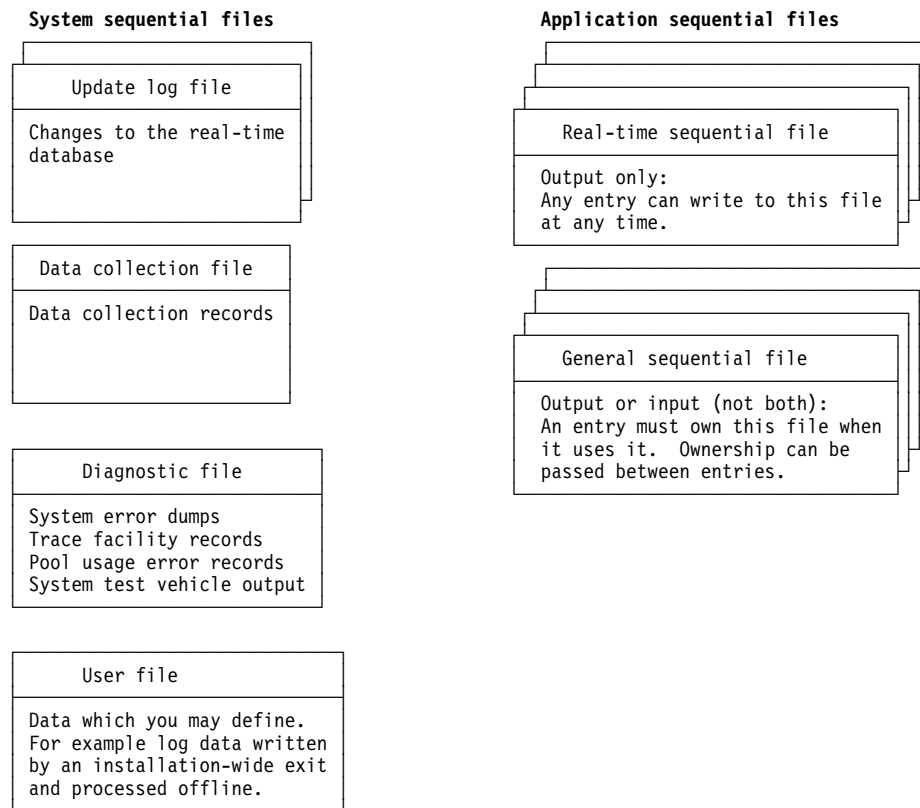 System sequential files
Update log file
Changes to the real-time
database
Data collection file
Data collection records
Diagnostic file
System error dumps
Trace facility records
Pool usage error records
System test vehicle output
User file
Data which you may define.
For example log data written
by an installation-wide exit
and processed offline.
Application sequential files
Real-time sequential file
Output only:
Any entry can write to this file
at any time.
General sequential file
Output or input (not both):
An entry must own this file when
it uses it. Ownership can be
passed between entries.